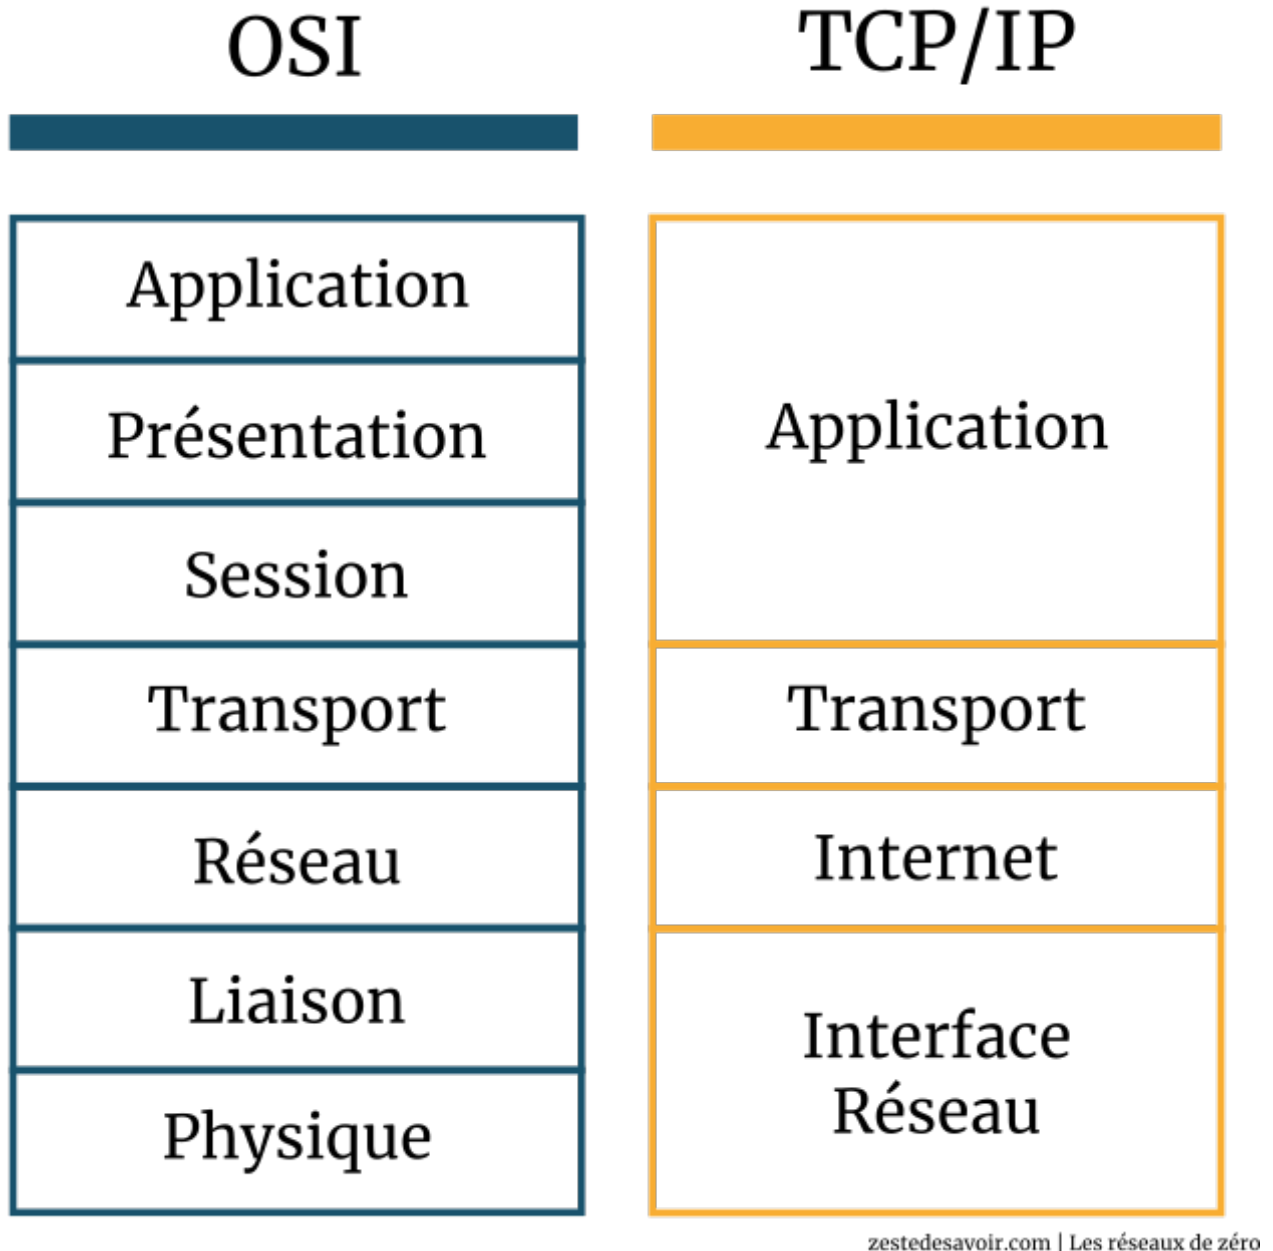 OSI
TCP/IP
Application
Présentation
Session
Transport
Réseau
Liaison
Physique
Application
Transport
Internet
Interface
Réseau
zestedesavoir.com | Les réseaux de zéro